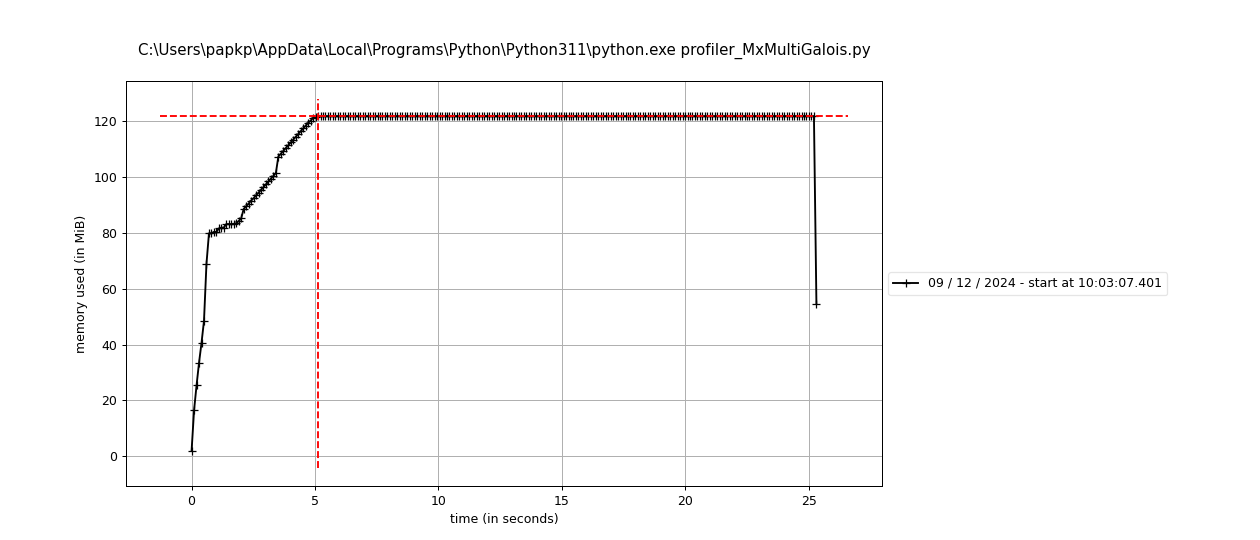 C:\Users\papkp\AppData\Local\Programs\Python\Python311\python.exe profiler_MxMultiGalois.py
120
100
80
60
40
20
0
memory used (in MiB)
0 5 10 15 20 25
time (in seconds)
09 / 12 / 2024 - start at 10:03:07.401